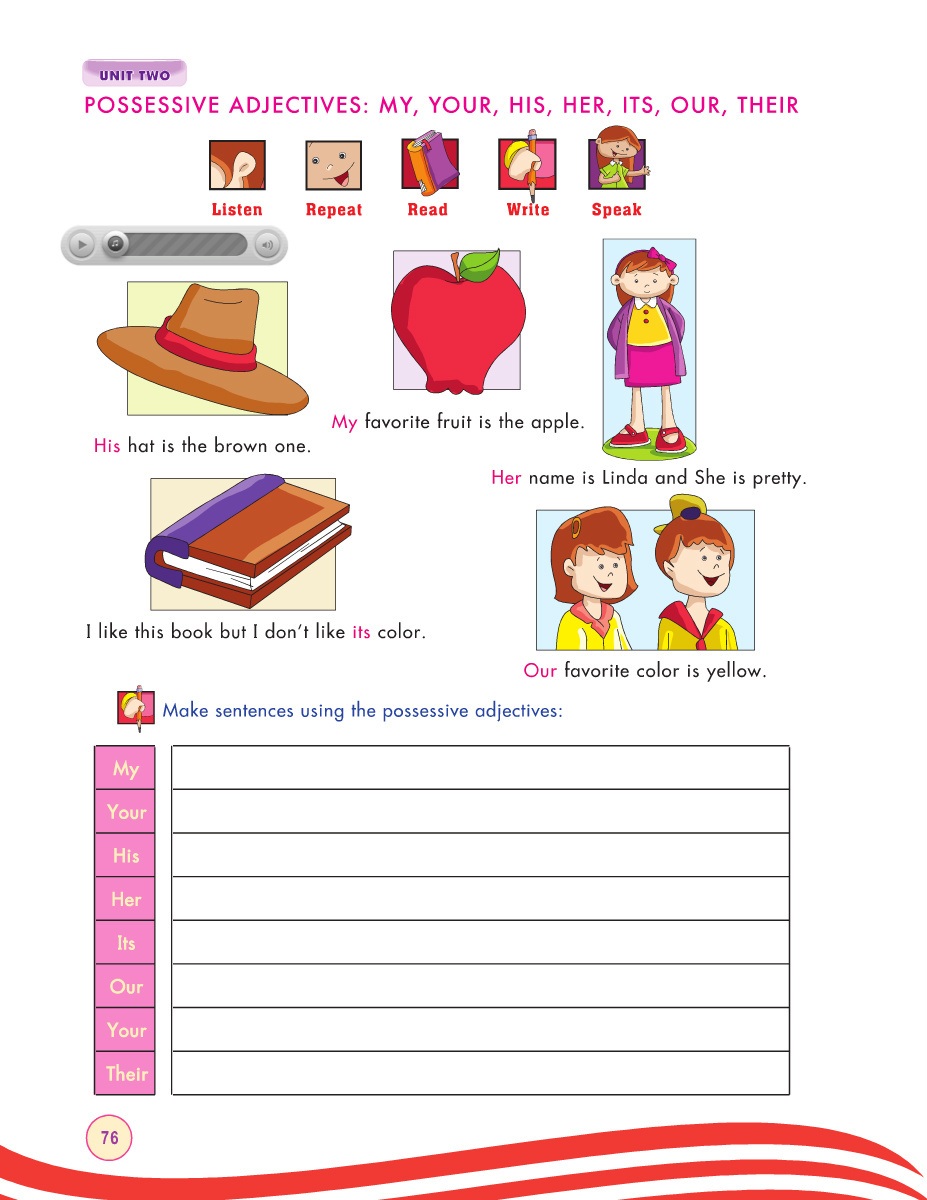 UNIT TWO
POSSESSIVE ADJECTIVES: MY, YOUR, HIS, HER, ITS, OUR, THEIR
Listen
Repeat
Read
Write
Speak
My favorite fruit is the apple.
His hat is the brown one.
Her name is Linda and She is pretty.
I like this book but I don't like its color.
Our favorite color is yellow.
Make sentences using the possessive adjectives:
My
Your
His
Her
Its
Our
Your
Their
76